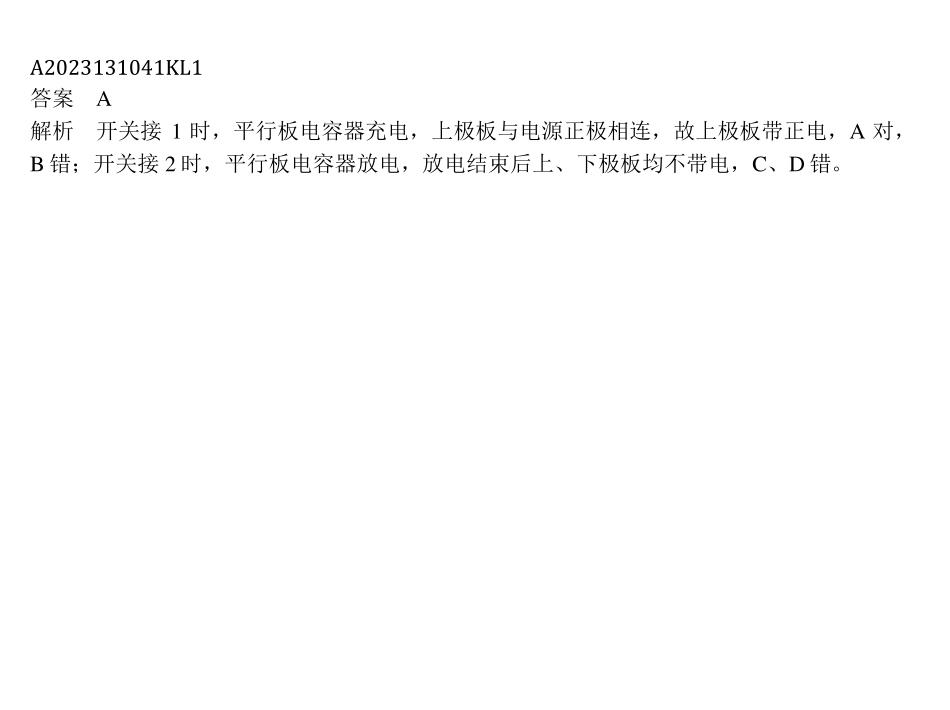 A2023131041KL1
答案 A
解析 开关接 1 时，平行板电容器充电，上极板与电源正极相连，故上极板带正电，A 对，
B 错；开关接 2 时，平行板电容器放电，放电结束后上、下极板均不带电，C、D 错。